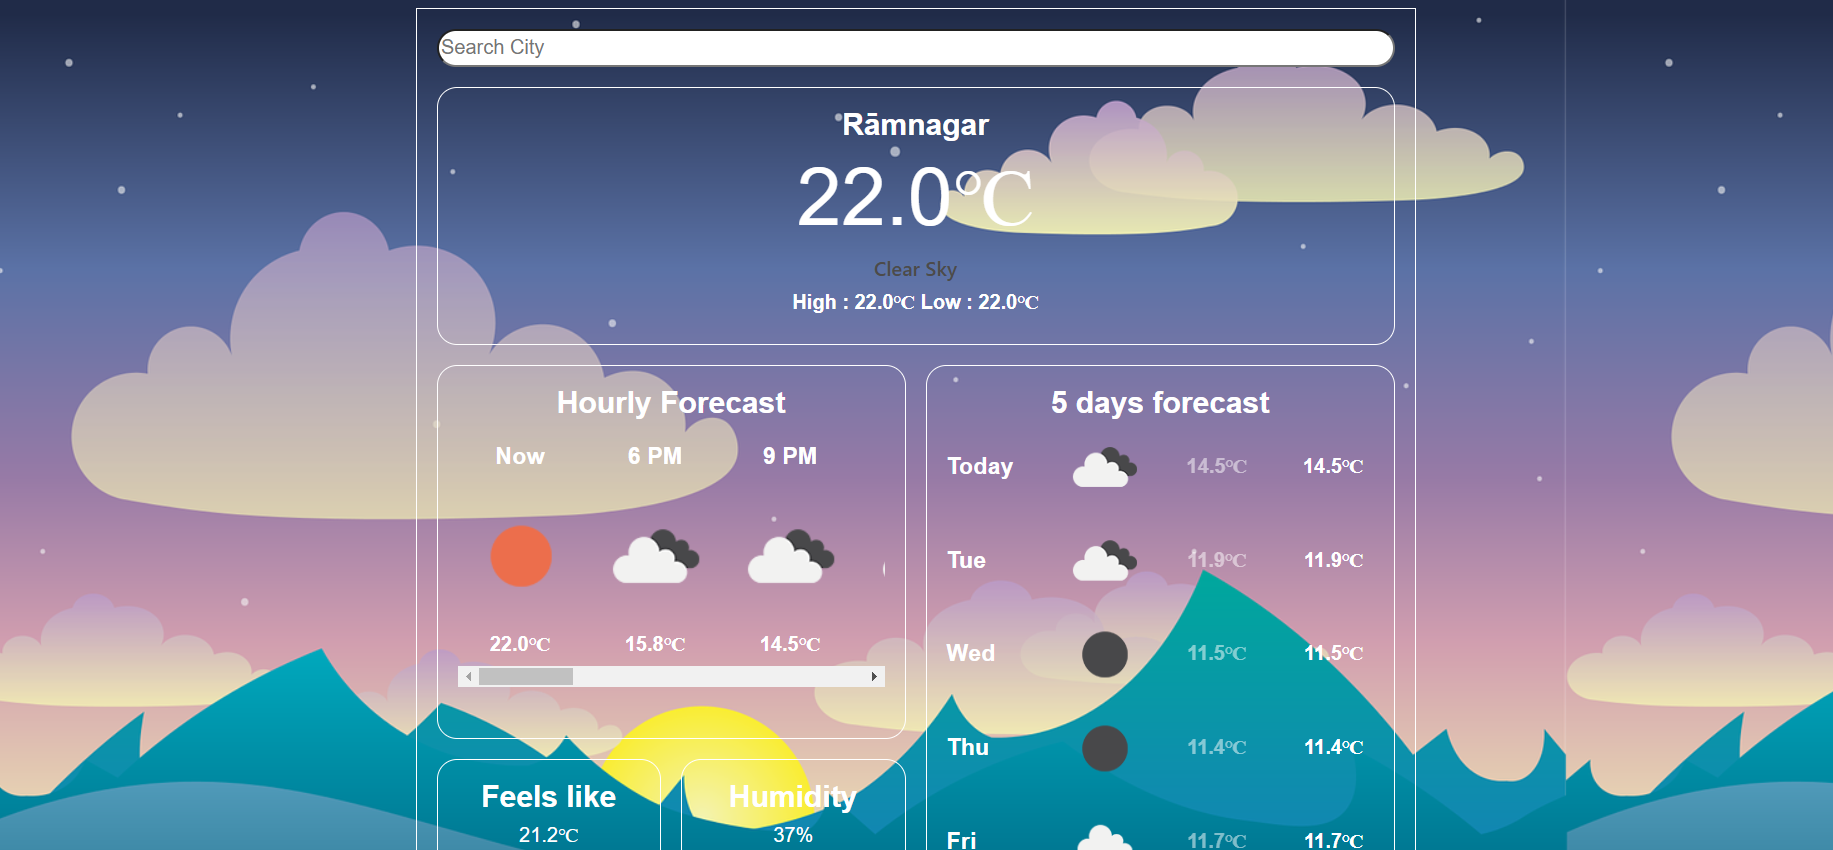 Search City
Rāmnagar
22.0℃
Clear Sky
High : 22.0℃ Low : 22.0℃
Hourly Forecast
Now 6 PM 9 PM
22.0℃ 15.8℃ 14.5℃
5 days forecast
Today 14.5℃ 14.5℃
Tue 11.9℃ 11.9℃
Wed 11.5℃ 11.5℃
Thu 11.4℃ 11.4℃
Fri 11.7℃ 11.7℃
Feels like
21.2℃
Humidity
37%